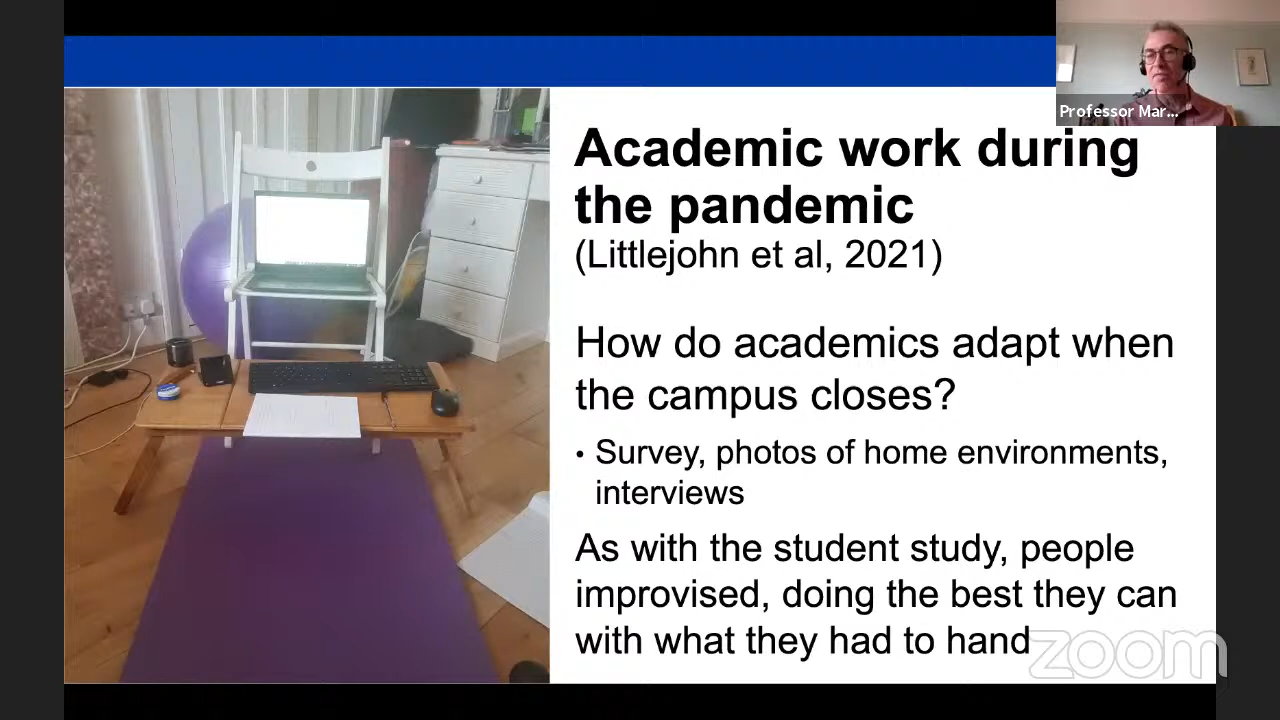 Professor Mar...
Academic work during
the pandemic
(Littlejohn et al, 2021)
How do academics adapt when
the campus closes?
• Survey, photos of home environments,
interviews
As with the student study, people
improvised, doing the best they can
with what they had to hand
zoom